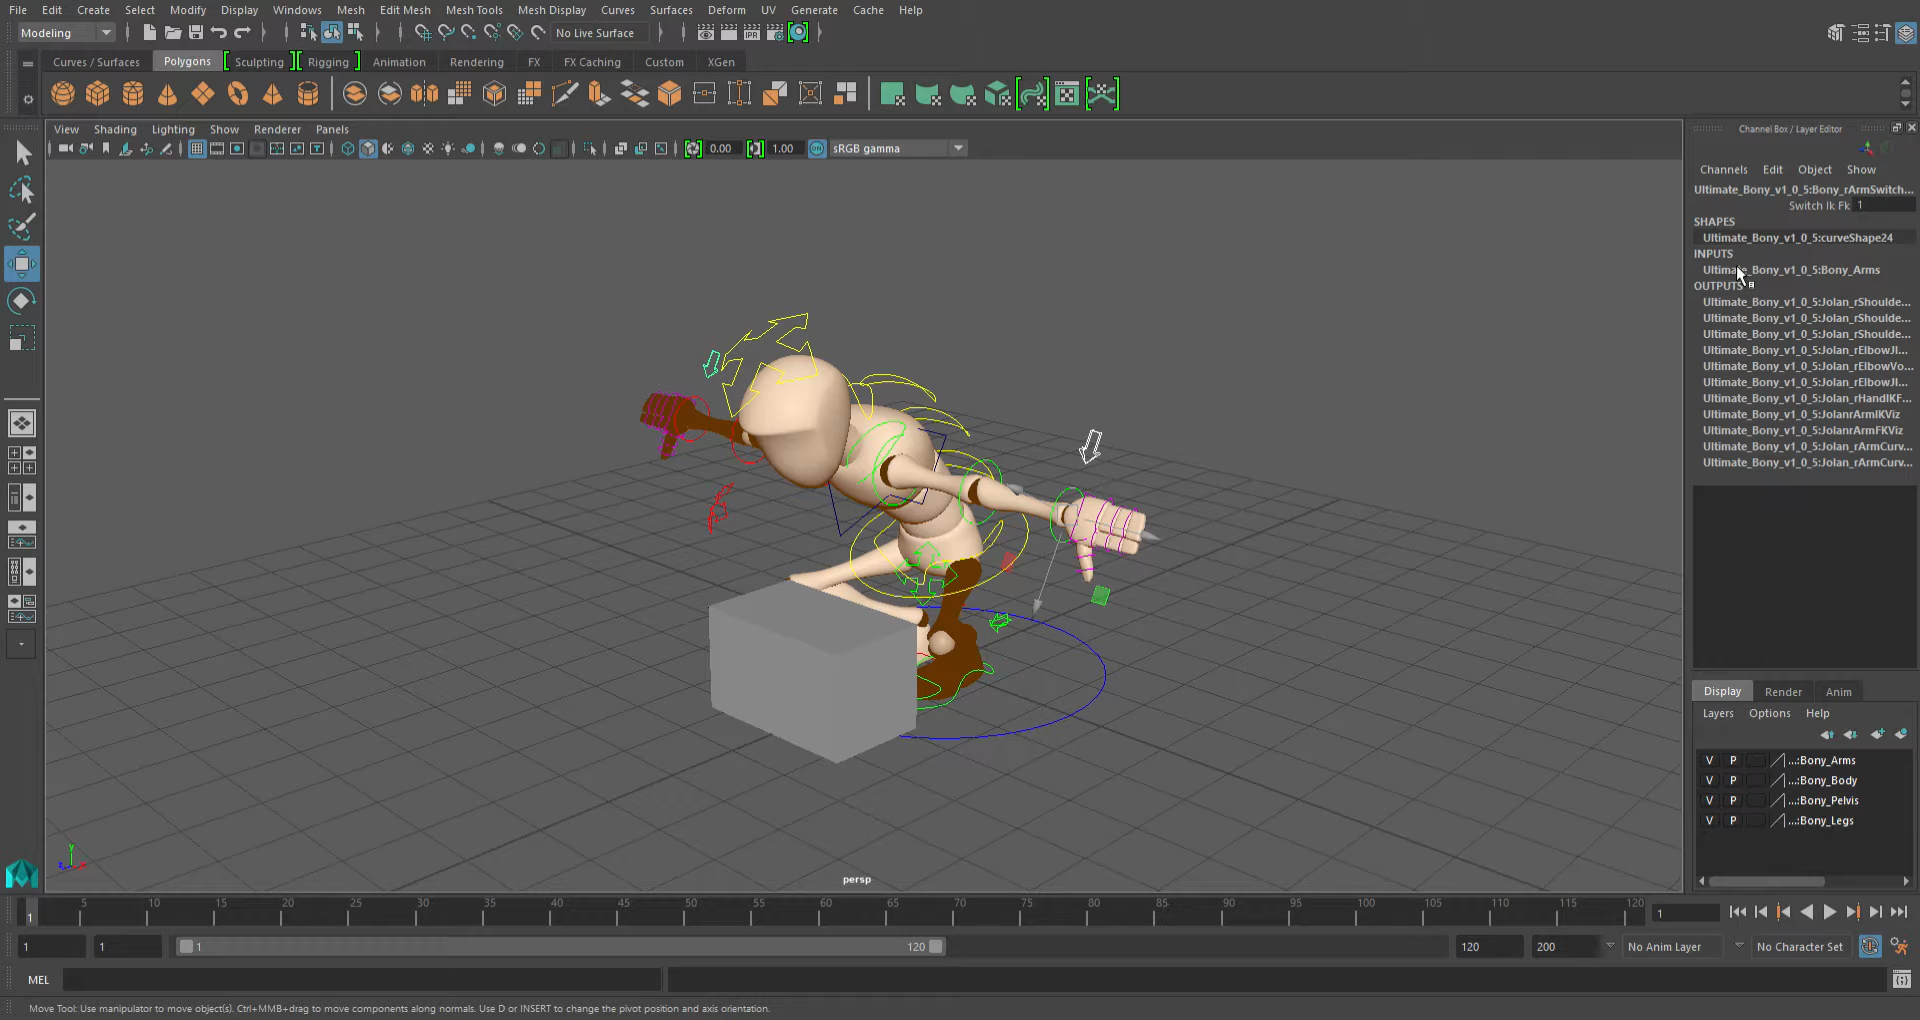 File Edit Create Select Modify Display Windows Mesh Edit Mesh Mesh Tools Mesh Display Curves Surfaces Deform UV Generate Cache Help
Modeling No Live Surface
Curves / Surfaces Polygons Sculpting Rigging Animation Rendering FX FX Caching Custom XGen
View Shading Lighting Show Renderer Panels
0.00 1.00 sRGB gamma
Channel Box / Layer Editor
Channels Edit Object Show
Ultimate_Bony_v1_0_5:Bony_rArmSwitch...
Switch Ik Fk 1
SHAPES
Ultimate_Bony_v1_0_5:curveShape24
INPUTS
Ultimate_Bony_v1_0_5:Bony_Arms
OUTPUTS
Ultimate_Bony_v1_0_5:Jolan_rShoulde...
Ultimate_Bony_v1_0_5:Jolan_rShoulde...
Ultimate_Bony_v1_0_5:Jolan_rShoulde...
Ultimate_Bony_v1_0_5:Jolan_rElbowJI...
Ultimate_Bony_v1_0_5:Jolan_rElbowVo...
Ultimate_Bony_v1_0_5:Jolan_rElbowJI...
Ultimate_Bony_v1_0_5:Jolan_rHandIKF...
Ultimate_Bony_v1_0_5:JolanrArmIKViz
Ultimate_Bony_v1_0_5:JolanrArmFKViz
Ultimate_Bony_v1_0_5:Jolan_rArmCurv...
Ultimate_Bony_v1_0_5:Jolan_rArmCurv...
Display Render Anim
Layers Options Help
V P ...:Bony_Arms
V P ...:Bony_Body
V P ...:Bony_Pelvis
V P ...:Bony_Legs
y
z x
persp
1 5 10 15 20 25 30 35 40 45 50 55 60 65 70 75 80 85 90 95 100 105 110 115 120 1
1 1 1 120 120 200 No Anim Layer No Character Set
MEL
Move Tool: Use manipulator to move object(s). Ctrl+MMB+drag to move components along normals. Use D or INSERT to change the pivot position and axis orientation.